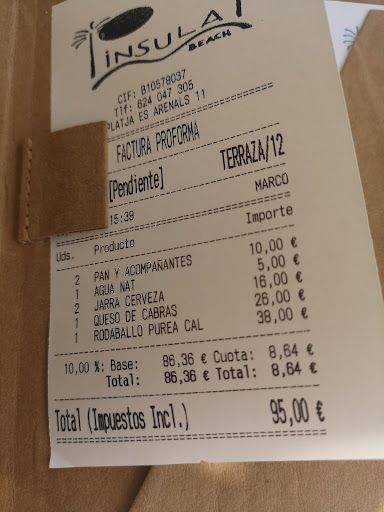 PINSULA
BEACH
CIF: B10578037
Tlf: 624 047 305
PLATJA ES ARENALS 11
FACTURA PROFORMA
TERRAZA/12
[Pendiente]
15:39 MARCO
Uds. Producto Importe
2 PAN Y ACOMPAÑANTES 10,00 €
1 AGUA NAT 5,00 €
2 JARRA CERVEZA 16,00 €
1 QUESO DE CABRAS 26,00 €
1 RODABALLO PUREA CAL 38,00 €
10,00 %: Base: 86,36 € Cuota: 8,64 €
Total: 86,36 € Total: 8,64 €
Total (Impuestos Incl.) 95,00 €